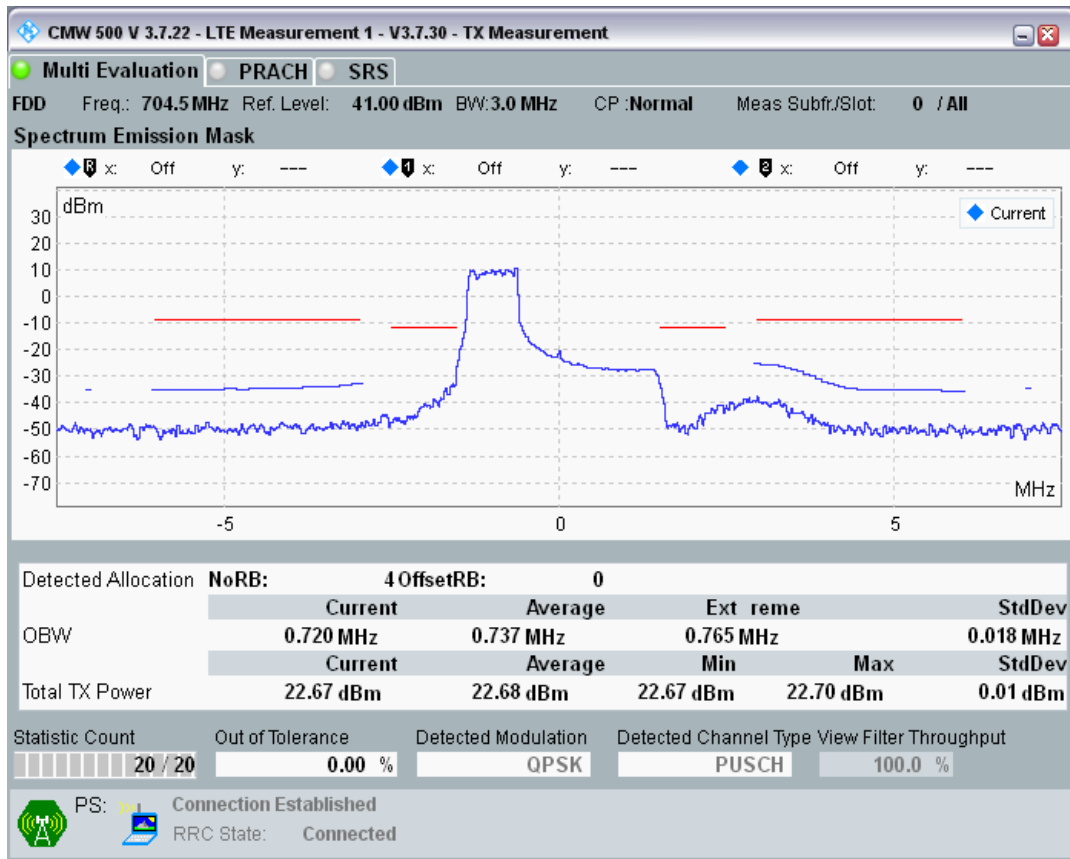 CMW 500 V 3.7.22 - LTE Measurement 1 - V3.7.30 - TX Measurement
Multi Evaluation PRACH SRS
FDD Freq.: 704.5 MHz Ref. Level: 41.00 dBm BW:3.0 MHz CP :Normal Meas Subfr./Slot: 0 / All
Spectrum Emission Mask
R x: Off y: --- 1 x: Off y: --- 2 x: Off y: ---
dBm
Current
30
20
10
0
-10
-20
-30
-40
-50
-60
-70
MHz
-5 0 5
Detected Allocation NoRB: 4 OffsetRB: 0
Current Average Ext reme StdDev
OBW 0.720 MHz 0.737 MHz 0.765 MHz 0.018 MHz
Current Average Min Max StdDev
Total TX Power 22.67 dBm 22.68 dBm 22.67 dBm 22.70 dBm 0.01 dBm
Statistic Count Out of Tolerance Detected Modulation Detected Channel Type View Filter Throughput
20 / 20 0.00 % QPSK PUSCH 100.0 %
PS: Connection Established
RRC State: Connected